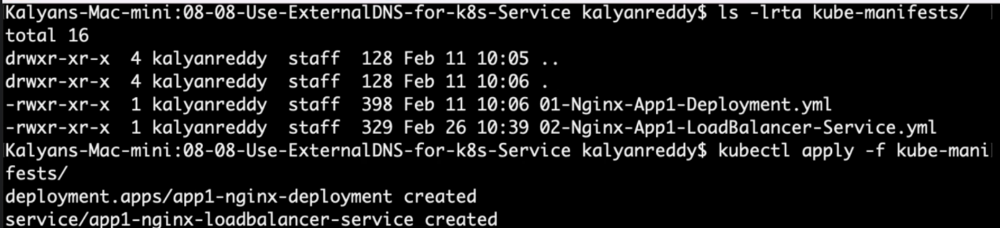 Kalyans-Mac-mini:08-08-Use-ExternalDNS-for-k8s-Service kalyanreddy$ ls -lrta kube-manifests/
total 16
drwxr-xr-x  4 kalyanreddy  staff  128 Feb 11 10:05 ..
drwxr-xr-x  4 kalyanreddy  staff  128 Feb 11 10:06 .
-rwxr-xr-x  1 kalyanreddy  staff  398 Feb 11 10:06 01-Nginx-App1-Deployment.yml
-rwxr-xr-x  1 kalyanreddy  staff  329 Feb 26 10:39 02-Nginx-App1-LoadBalancer-Service.yml
Kalyans-Mac-mini:08-08-Use-ExternalDNS-for-k8s-Service kalyanreddy$ kubectl apply -f kube-mani
fests/
deployment.apps/app1-nginx-deployment created
service/app1-nginx-loadbalancer-service created